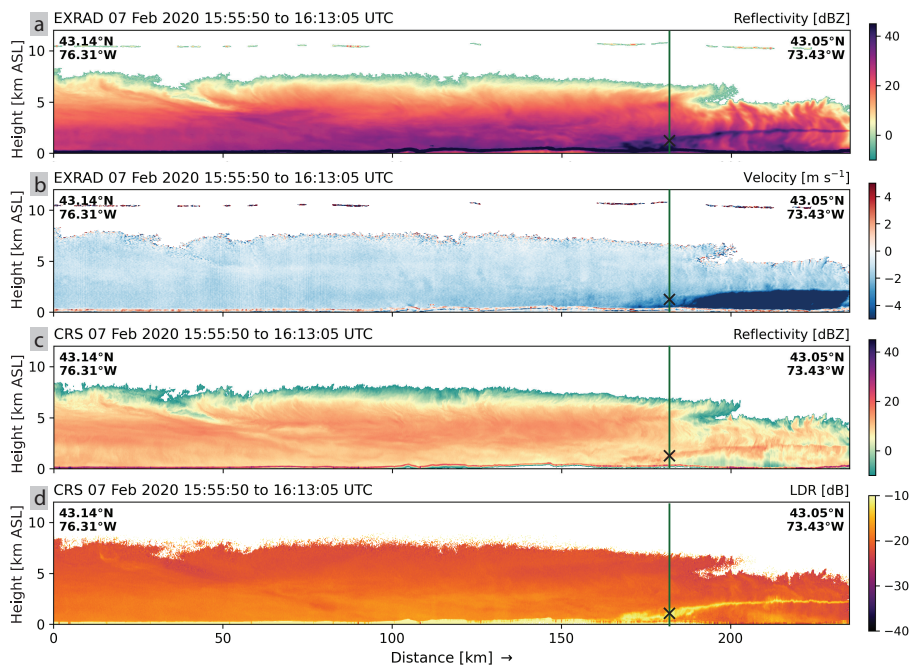 a EXRAD 07 Feb 2020 15:55:50 to 16:13:05 UTC Reflectivity [dBZ]
43.14°N 43.05°N
76.31°W 73.43°W
Height [km ASL]
10
5
0
40
20
0
b EXRAD 07 Feb 2020 15:55:50 to 16:13:05 UTC Velocity [m s⁻¹]
43.14°N 43.05°N
76.31°W 73.43°W
Height [km ASL]
10
5
0
4
2
0
−2
−4
c CRS 07 Feb 2020 15:55:50 to 16:13:05 UTC Reflectivity [dBZ]
43.14°N 43.05°N
76.31°W 73.43°W
Height [km ASL]
10
5
0
40
20
0
d CRS 07 Feb 2020 15:55:50 to 16:13:05 UTC LDR [dB]
43.14°N 43.05°N
76.31°W 73.43°W
Height [km ASL]
10
5
0
−10
−20
−30
−40
0 50 100 150 200
Distance [km] →